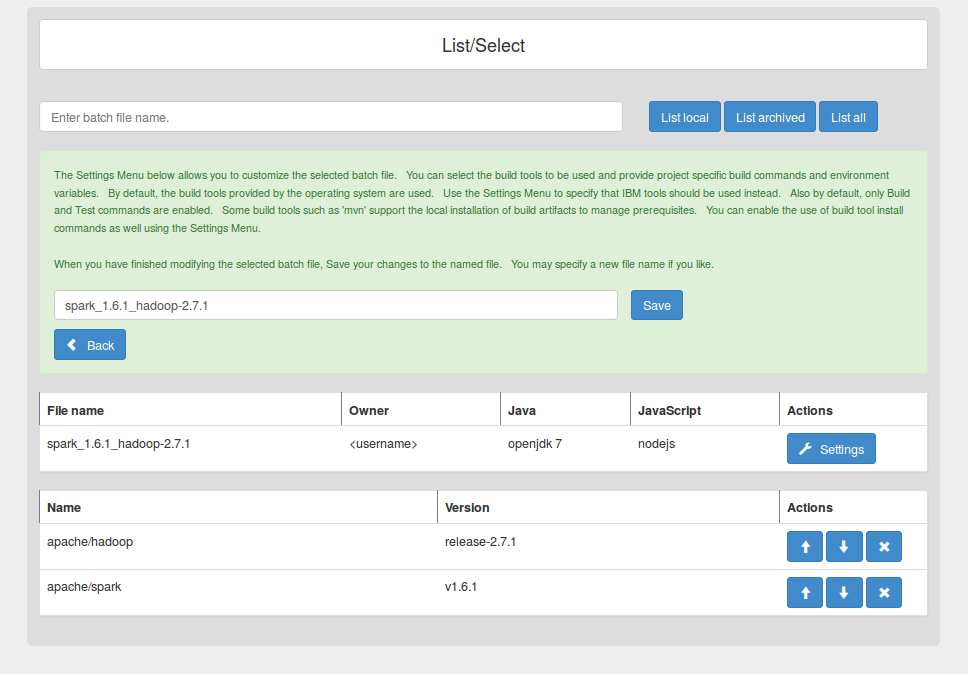 List/Select
Enter batch file name.
List local List archived List all
The Settings Menu below allows you to customize the selected batch file. You can select the build tools to be used and provide project specific build commands and environment
variables. By default, the build tools provided by the operating system are used. Use the Settings Menu to specify that IBM tools should be used instead. Also by default, only Build
and Test commands are enabled. Some build tools such as 'mvn' support the local installation of build artifacts to manage prerequisites. You can enable the use of build tool install
commands as well using the Settings Menu.
When you have finished modifying the selected batch file, Save your changes to the named file. You may specify a new file name if you like.
spark_1.6.1_hadoop-2.7.1 Save
Back
File name Owner Java JavaScript Actions
spark_1.6.1_hadoop-2.7.1 <username> openjdk 7 nodejs Settings
Name Version Actions
apache/hadoop release-2.7.1
apache/spark v1.6.1